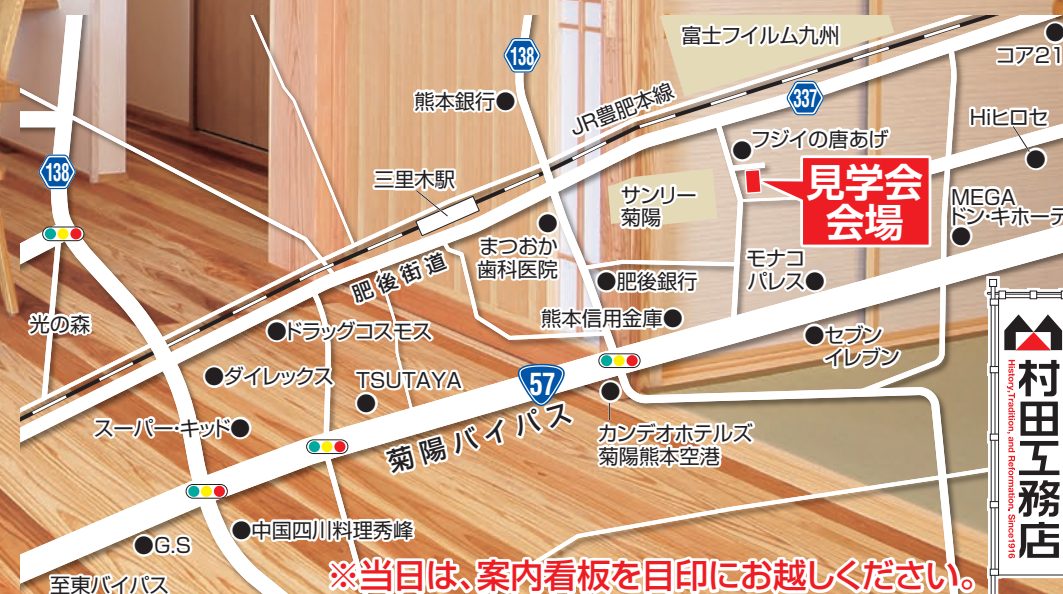 富士フイルム九州
コア21
138
熊本銀行
JR豊肥本線
337
フジイの唐あげ
Hiヒロセ
138
三里木駅
サンリー
菊陽
見学会
会場
MEGA
ドン・キホーテ
まつおか
歯科医院
モナコ
パレス
肥後街道
肥後銀行
熊本信用金庫
光の森
ドラッグコスモス
セブン
イレブン
ダイレックス
TSUTAYA
57
菊陽バイパス
スーパー・キッド
カンデオホテルズ
菊陽熊本空港
村田工務店
History,Tradition, and Reformation, Since1916
中国四川料理秀峰
G.S
至東バイパス
※当日は、案内看板を目印にお越しください。